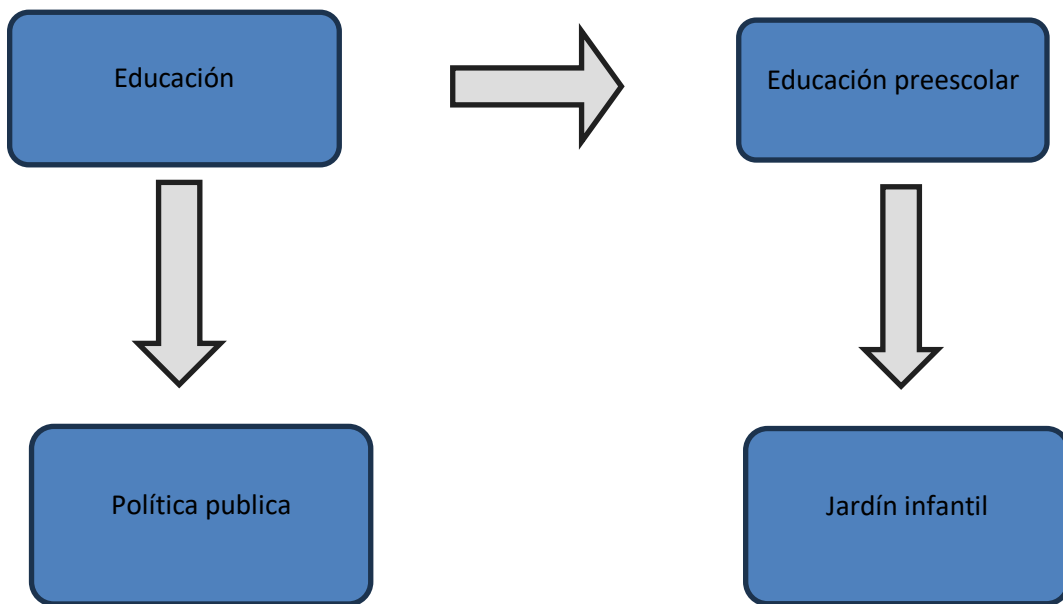 Educación
Educación preescolar
Política publica
Jardín infantil